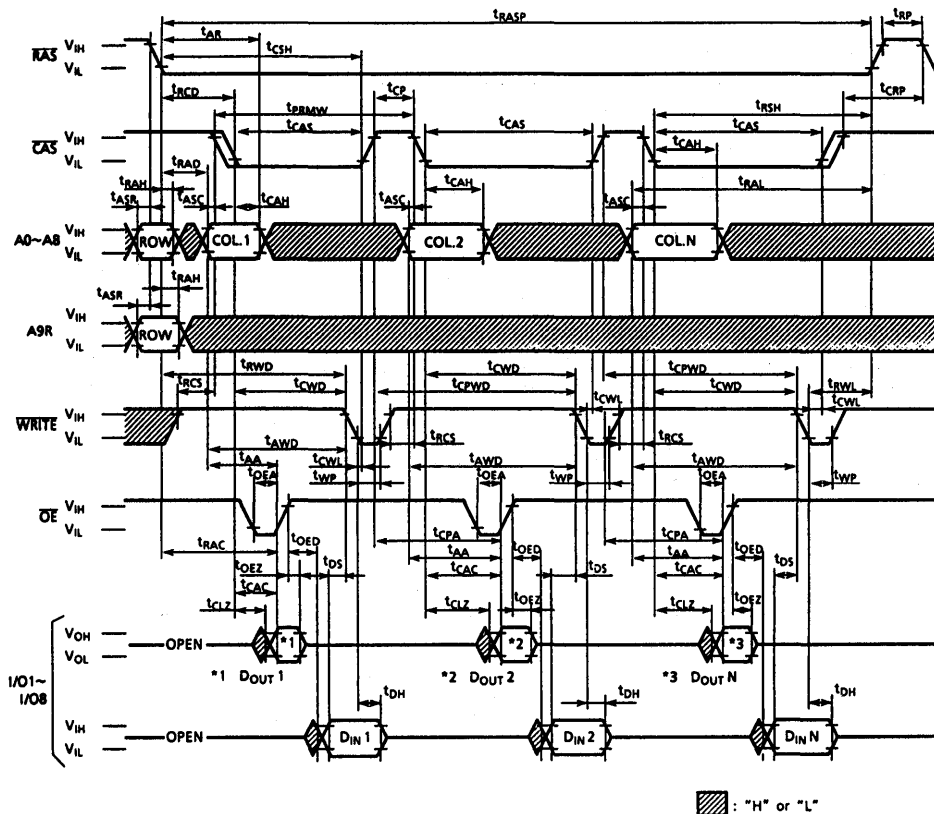 tRASP tRP
tAR
tCSH
RAS VIH
VIL
tRCD tCP tCRP
tPRMW tRSH
tCAS tCAS tCAS
CAS VIH
VIL
tCAH
tRAD tRAL
tRAH
tASR tASC tCAH tASC tCAH tASC
A0~A8 VIH
VIL
ROW COL.1 COL.2 COL.N
tRAH
tASR
A9R VIH
VIL
ROW
tRWD
tRCS tCWD tCPWD tCWD tCPWD tCWD tRWL
tCWL tCWL
WRITE VIH
VIL
tRCS tRCS
tAWD tAWD tAWD
tAA tCWL
tOEA tWP tOEA tWP tOEA tWP
OE VIH
VIL
tCPA tCPA
tRAC tOED tAA tOED tAA tOED
tOEZ tDS tCAC tDS tCAC tDS
tCAC
tCLZ tCLZ tOEZ tCLZ tOEZ
VOH
VOL
OPEN *1 *2 *3
*1 DOUT 1 *2 DOUT 2 *3 DOUT N
I/O1~
I/O8
tDH tDH tDH
VIH
VIL
OPEN DIN 1 DIN 2 DIN N
: "H" or "L"